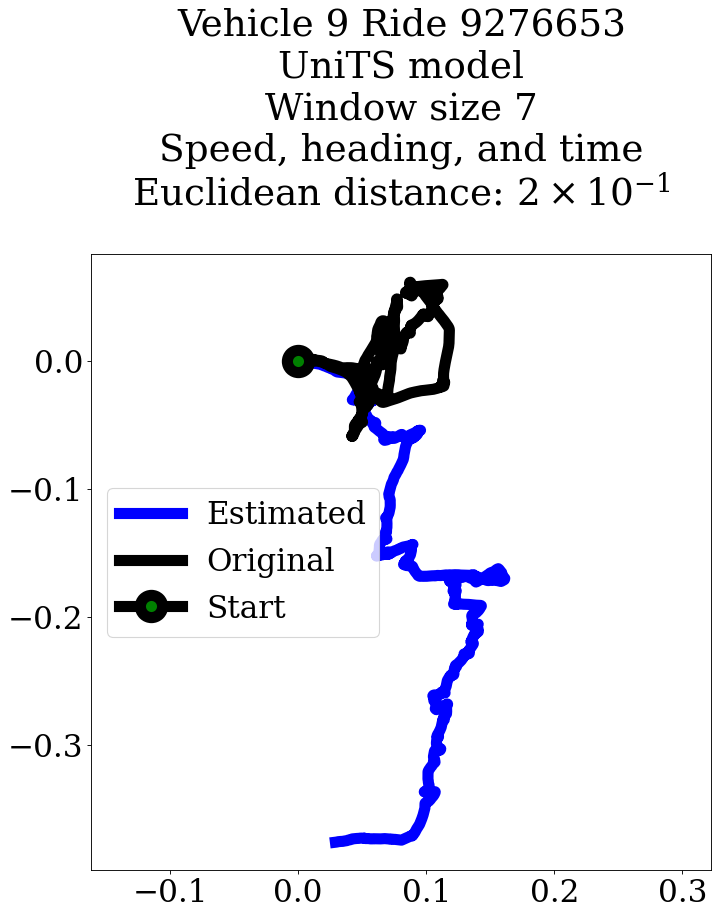 Vehicle 9 Ride 9276653
UniTS model
Window size 7
Speed, heading, and time
Euclidean distance: 2 × 10⁻¹
0.0
−0.1
−0.2
−0.3
Estimated
Original
Start
−0.1 0.0 0.1 0.2 0.3